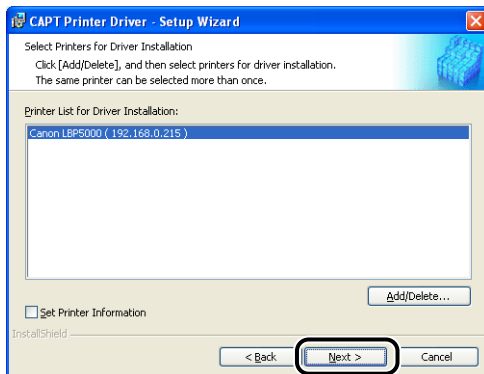 CAPT Printer Driver - Setup Wizard
Select Printers for Driver Installation
Click [Add/Delete], and then select printers for driver installation.
The same printer can be selected more than once.
Printer List for Driver Installation:
Canon LBP5000 ( 192.168.0.215 )
Add/Delete...
Set Printer Information
InstallShield
< Back Next > Cancel